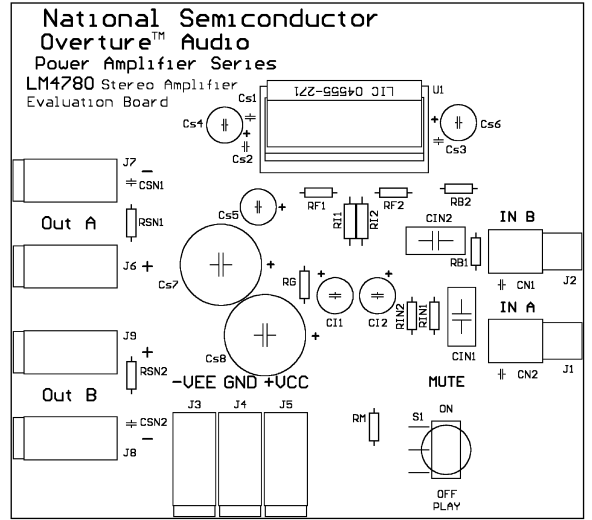 National Semiconductor
Overture™ Audio
Power Amplifier Series
LM4780 Stereo Amplifier
Evaluation Board
LIC 04555-271
U1
Cs1
Cs4
+
+
Cs6
Cs2
Cs3
J7
-
CSN1
RSN1
Out A
J6 +
Cs5
+
RF1
RI1
RI2
RF2
RB2
CIN2
IN B
RB1
CN1
J2
Cs7
+
RG
+
+
CI1
CI2
RIN2
RIN1
CIN1
IN A
CN2
J1
J9
+
RSN2
Out B
CSN2
-
J8
Cs8
+
-VEE GND +VCC
J3
J4
J5
MUTE
RM
S1
ON
OFF
PLAY